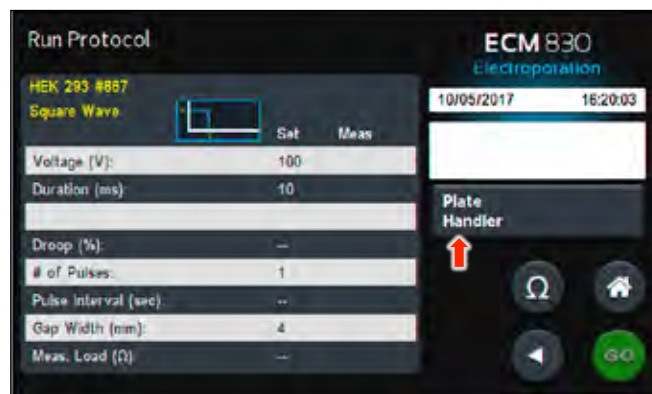 Run Protocol
ECM 830
Electroporation
HEK 293 #887
Square Wave
10/05/2017 16:20:03
Set Meas
Voltage (V): 100
Duration (ms) 10
Plate
Handler
Droop (%): --
# of Pulses: 1
Pulse Interval (sec) --
Gap Width (mm): 4
Meas. Load (Ω) --
Ω
GO